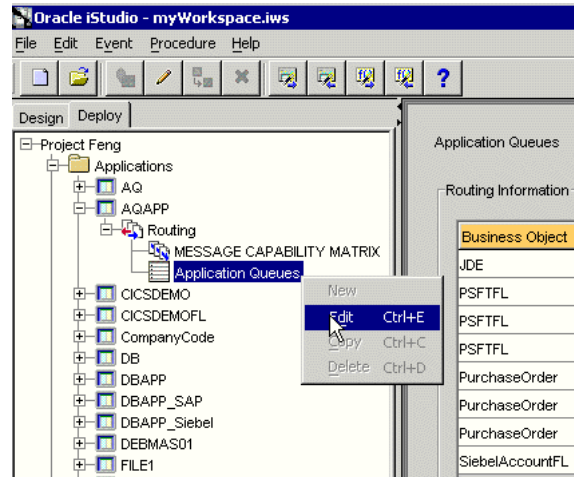 Oracle iStudio - myWorkspace.iws
File Edit Event Procedure Help
?
Design Deploy
Project Feng
Applications
AQ
AQAPP
Routing
MESSAGE CAPABILITY MATRIX
Application Queues
CICSDEMO
CICSDEMOFL
CompanyCode
DB
DBAPP
DBAPP_SAP
DBAPP_Siebel
DEBMAS01
FILE1
New
Edit Ctrl+E
Copy Ctrl+C
Delete Ctrl+D
Application Queues
Routing Information
Business Object
JDE
PSFTFL
PSFTFL
PSFTFL
PurchaseOrder
PurchaseOrder
PurchaseOrder
SiebelAccountFL